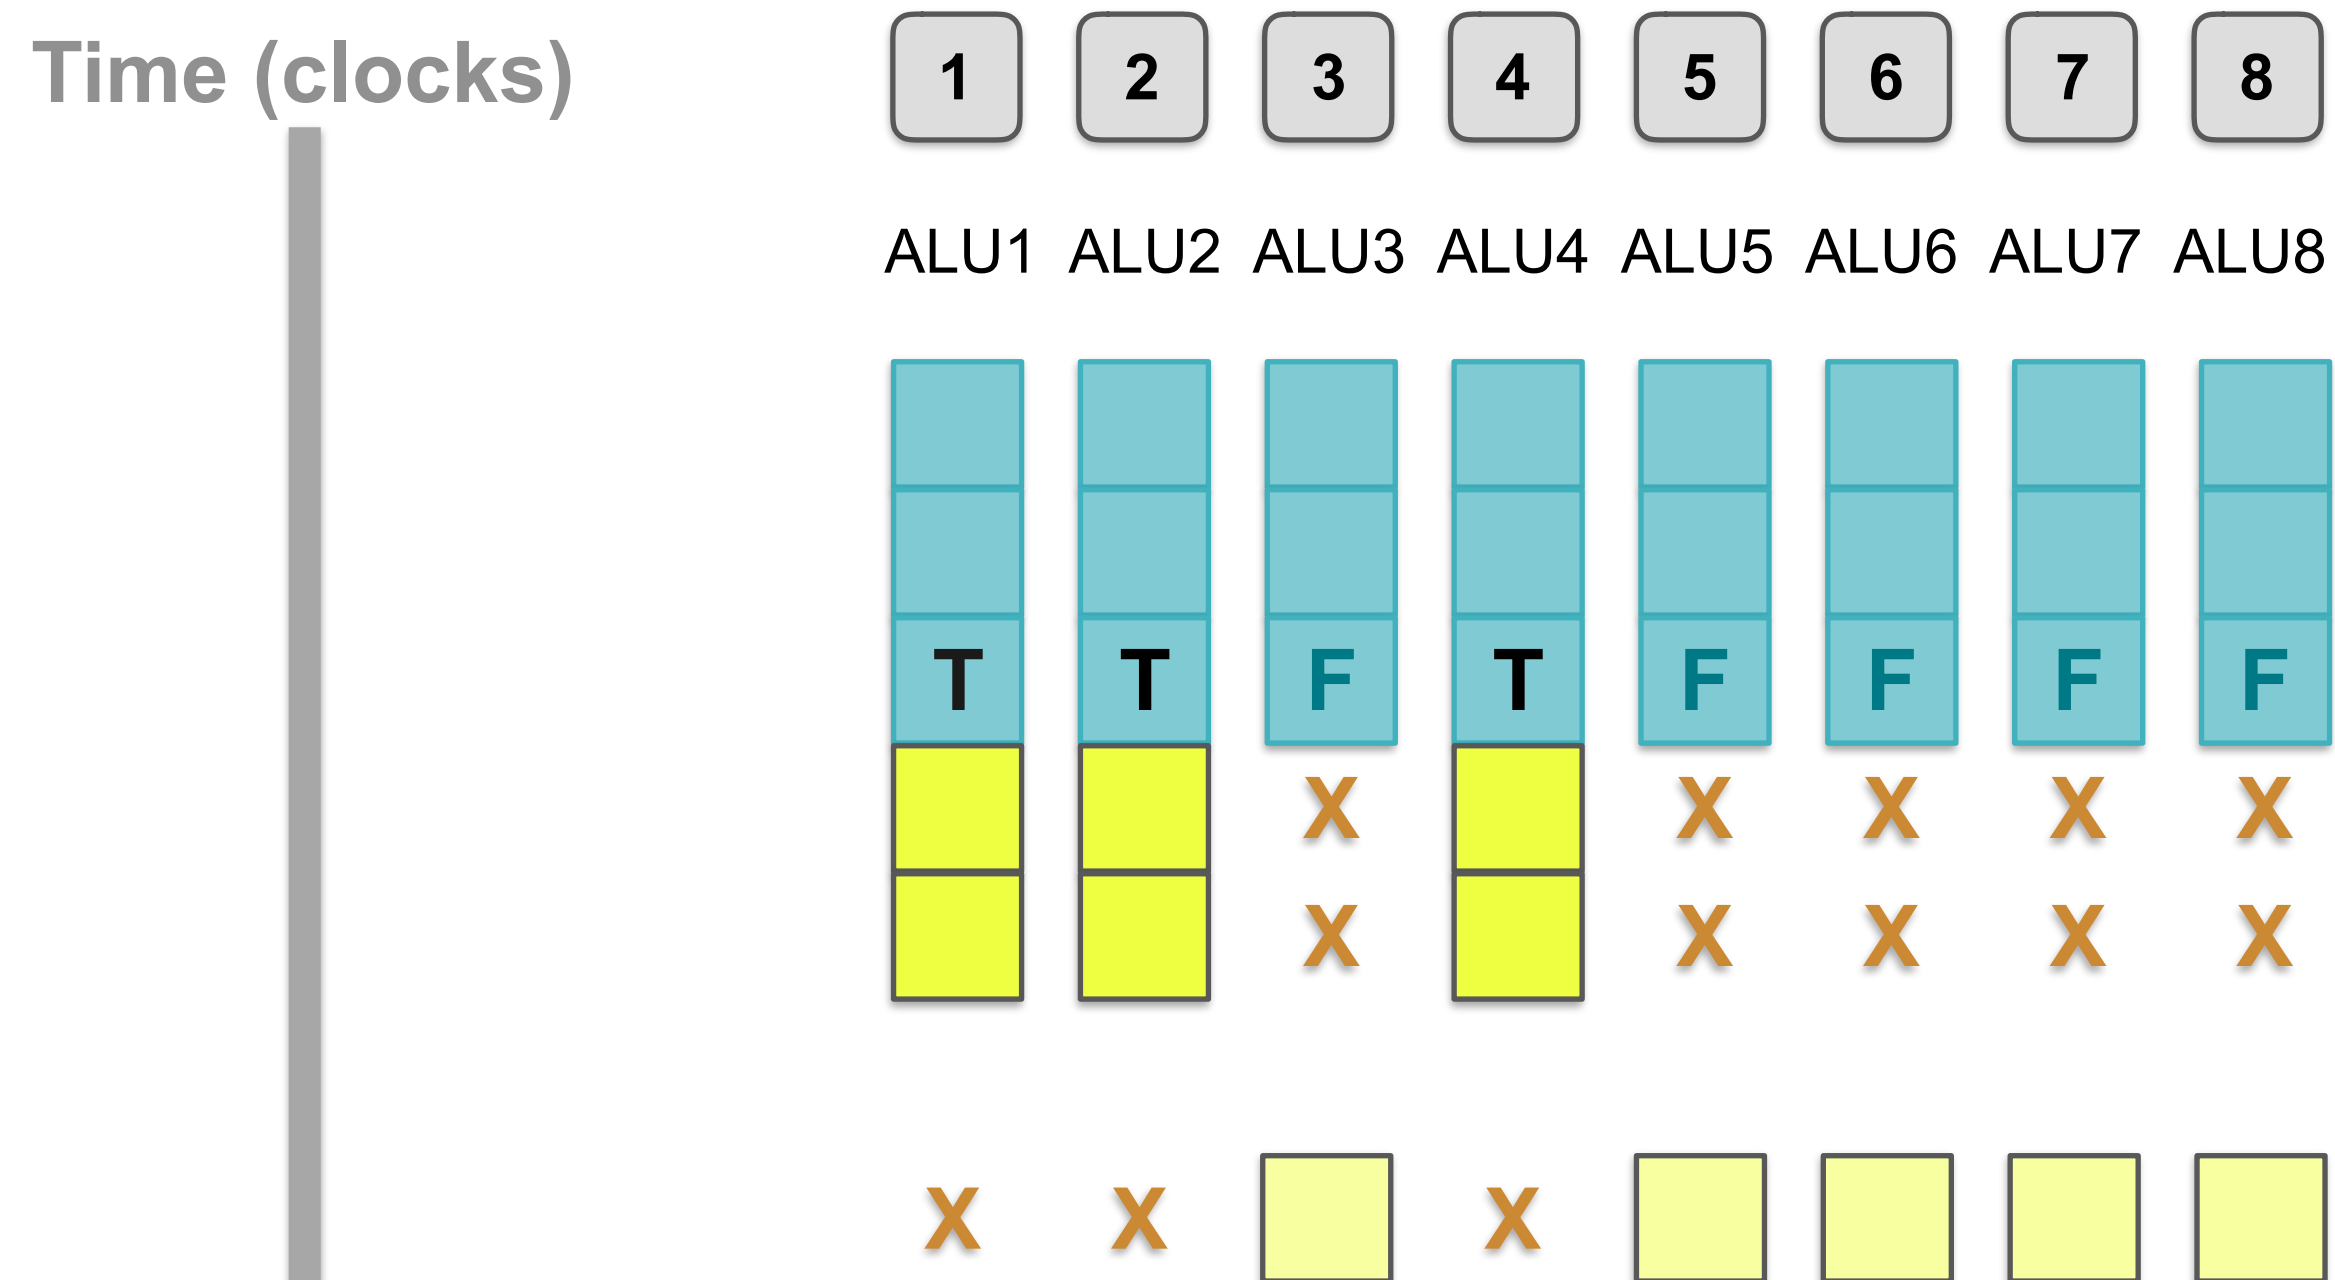 Time (clocks) 1 2 3 4 5 6 7 8
ALU1 ALU2 ALU3 ALU4 ALU5 ALU6 ALU7 ALU8
T T F T F F F F
X X X X X
X X X X X
X X X